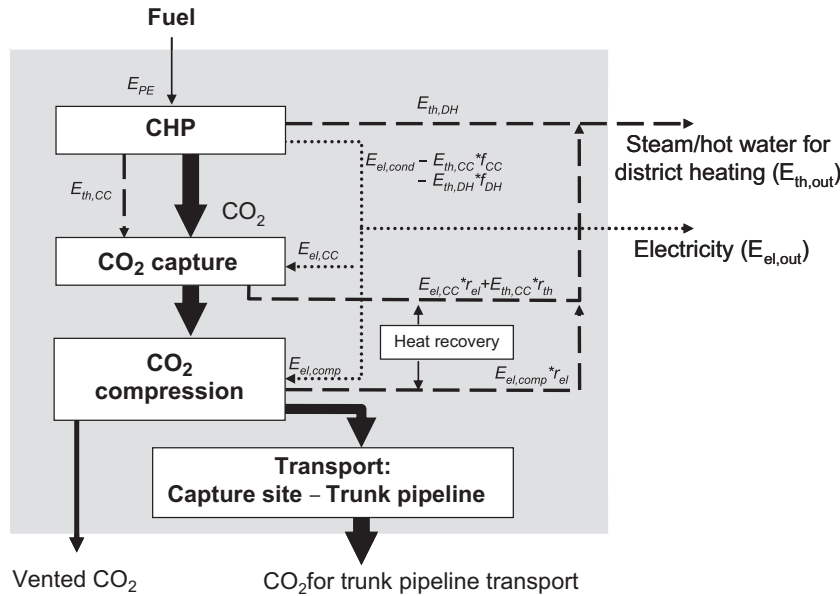 Fuel
E_PE
CHP
E_th,DH
Steam/hot water for
district heating (E_th,out)
E_el,cond – E_th,CC*f_CC
– E_th,DH*f_DH
E_th,CC
CO₂
Electricity (E_el,out)
CO₂ capture
E_el,CC
E_el,CC*r_el+E_th,CC*r_th
Heat recovery
CO₂
compression
E_el,comp
E_el,comp*r_el
Transport:
Capture site – Trunk pipeline
Vented CO₂
CO₂for trunk pipeline transport